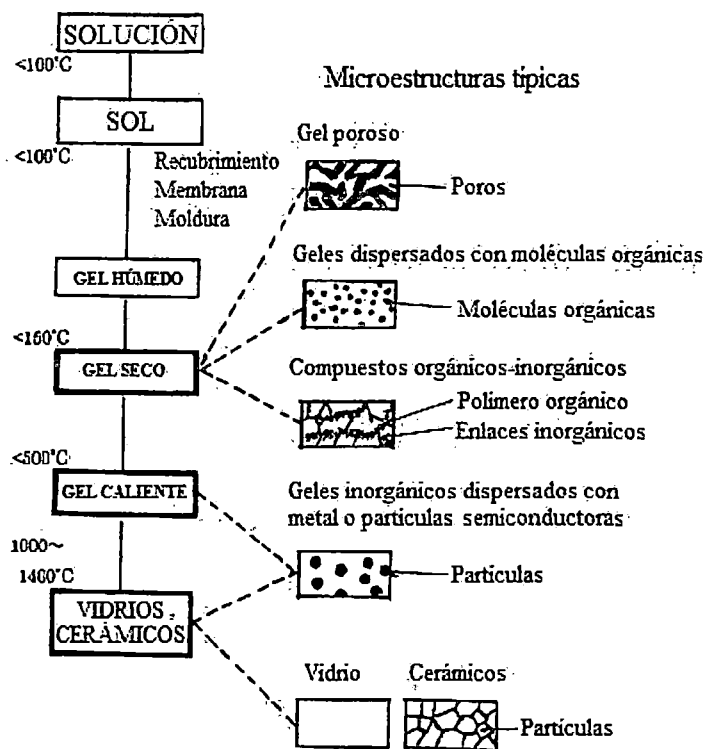 SOLUCIÓN
<100°C
Microestructuras típicas
SOL
<100°C
Recubrimiento
Membrana
Moldura
Gel poroso
Poros
GEL HÚMEDO
Geles dispersados con moléculas orgánicas
Moléculas orgánicas
<160°C
GEL SECO
Compuestos orgánicos-inorgánicos
Polimero orgánico
Enlaces inorgánicos
<500°C
GEL CALIENTE
Geles inorgánicos dispersados con
metal o partículas semiconductoras
1000~
1400°C
Partículas
VIDRIOS
CERÁMICOS
Vidrio
Cerámicos
Partículas